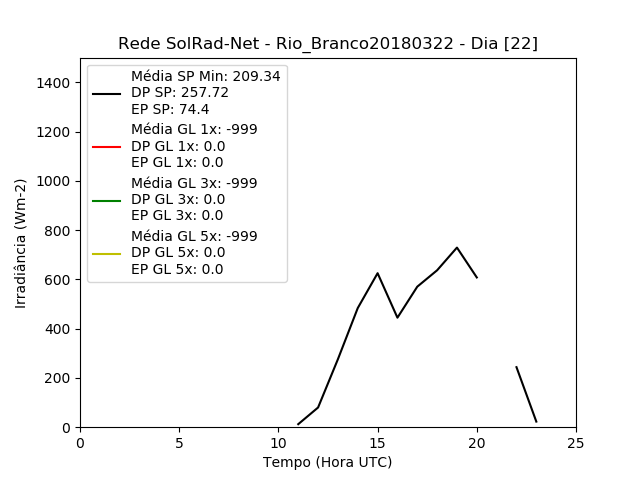 Rede SolRad-Net - Rio_Branco20180322 - Dia [22]
Média SP Min: 209.34
DP SP: 257.72
EP SP: 74.4
Média GL 1x: -999
DP GL 1x: 0.0
EP GL 1x: 0.0
Média GL 3x: -999
DP GL 3x: 0.0
EP GL 3x: 0.0
Média GL 5x: -999
DP GL 5x: 0.0
EP GL 5x: 0.0
Irradiância (Wm-2)
1400
1200
1000
800
600
400
200
0
0 5 10 15 20 25
Tempo (Hora UTC)